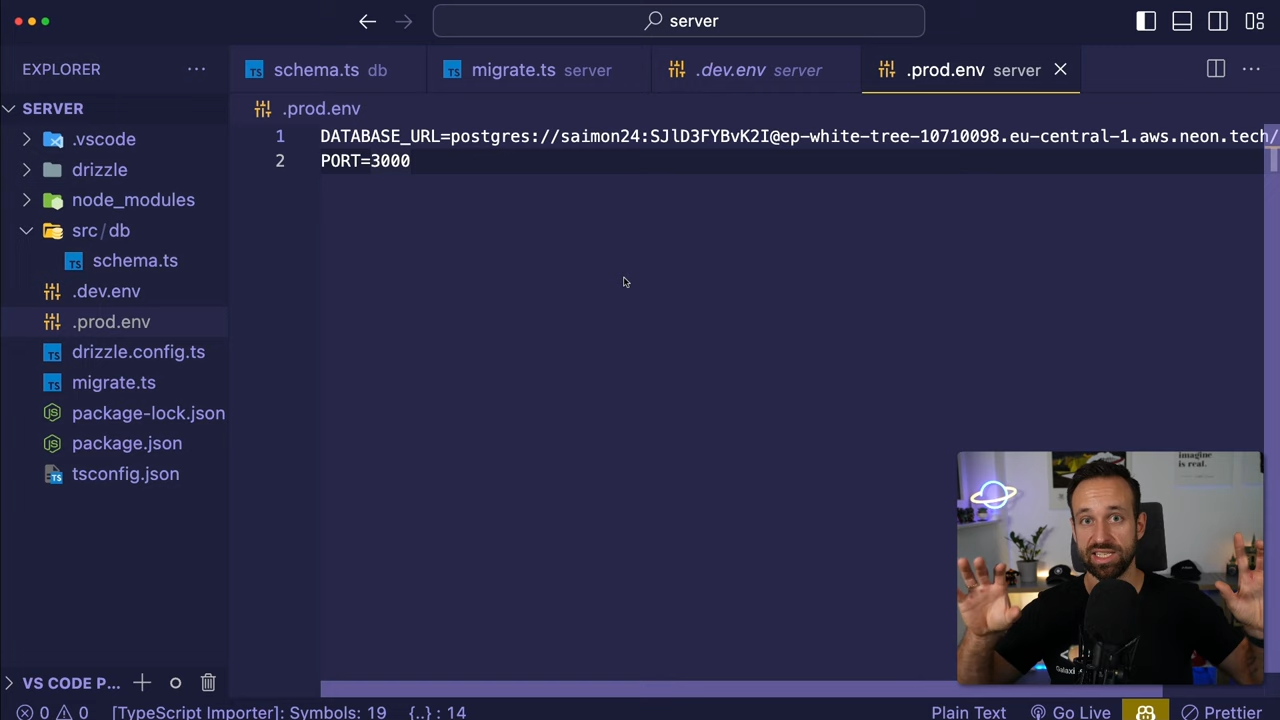 server
EXPLORER ···
schema.ts db
migrate.ts server
.dev.env server
.prod.env server
SERVER
.prod.env
.vscode
1 DATABASE_URL=postgres://saimon24:SJlD3FYBvK2I@ep-white-tree-10710098.eu-central-1.aws.neon.tech/
2 PORT=3000
drizzle
node_modules
src/db
schema.ts
.dev.env
.prod.env
drizzle.config.ts
migrate.ts
package-lock.json
package.json
tsconfig.json
imagine
is real.
Galaxi
VS CODE P...
0 0 [TypeScript Importer]: Symbols: 19 {..} : 14 Plain Text Go Live Prettier